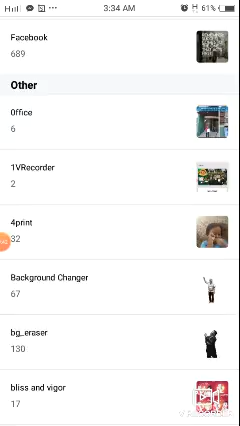 3:34 AM
61%
Facebook
689
Other
0ffice
6
1VRecorder
2
4print
32
Background Changer
67
bg_eraser
130
bliss and vigor
17